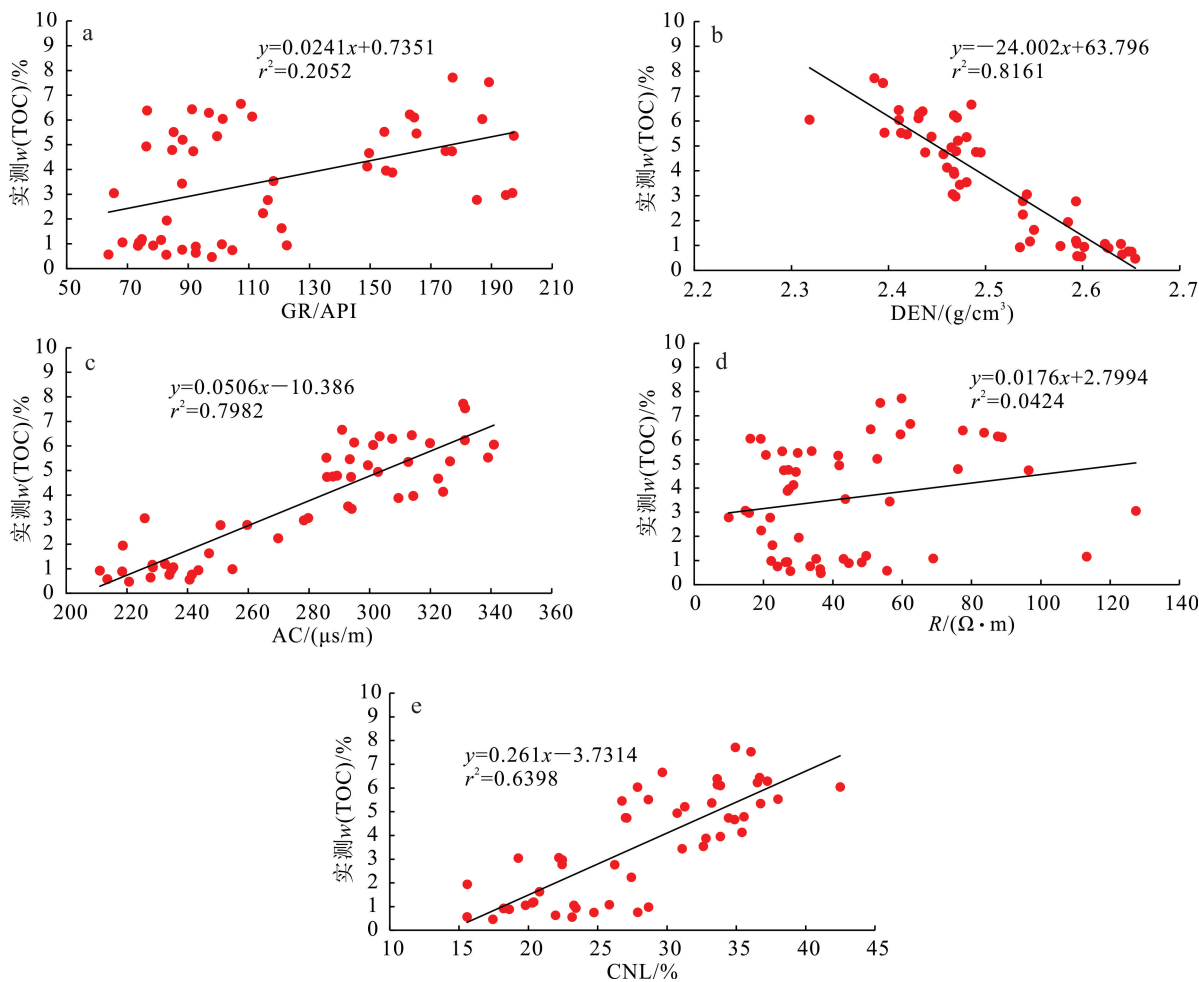 a
y=0.0241x+0.7351
r²=0.2052
实测w(TOC)/%
10
9
8
7
6
5
4
3
2
1
0
50 70 90 110 130 150 170 190 210
GR/API
b
y=−24.002x+63.796
r²=0.8161
实测w(TOC)/%
10
9
8
7
6
5
4
3
2
1
0
2.2 2.3 2.4 2.5 2.6 2.7
DEN/(g/cm³)
c
y=0.0506x−10.386
r²=0.7982
实测w(TOC)/%
10
9
8
7
6
5
4
3
2
1
0
200 220 240 260 280 300 320 340 360
AC/(μs/m)
d
y=0.0176x+2.7994
r²=0.0424
实测w(TOC)/%
10
9
8
7
6
5
4
3
2
1
0
0 20 40 60 80 100 120 140
R/(Ω·m)
e
y=0.261x−3.7314
r²=0.6398
实测w(TOC)/%
10
9
8
7
6
5
4
3
2
1
0
10 15 20 25 30 35 40 45
CNL/%